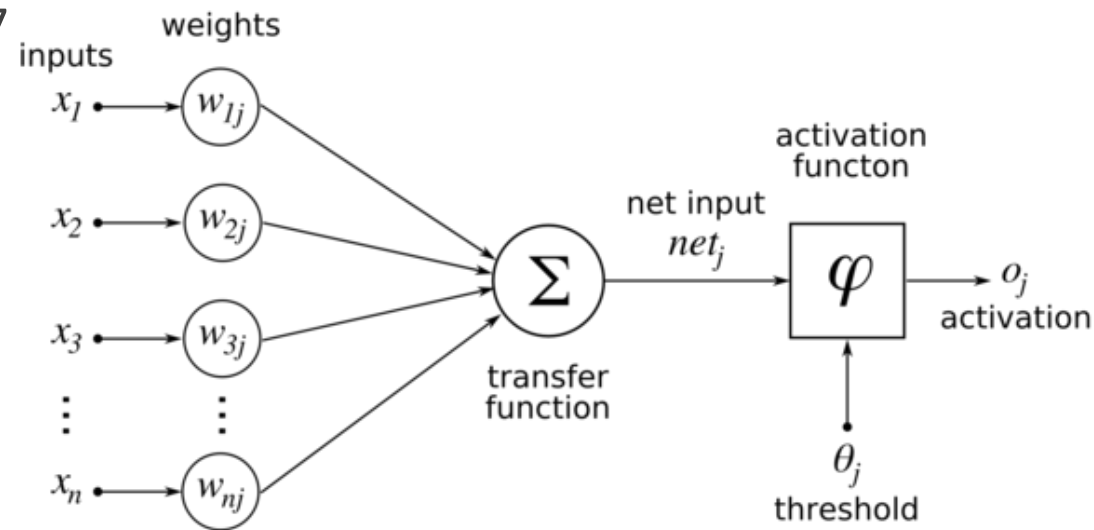 7
weights
inputs
x1
w1j
x2
w2j
x3
w3j
⋮
⋮
xn
wnj
Σ
transfer
function
net input
netj
activation
functon
φ
oj
activation
θj
threshold